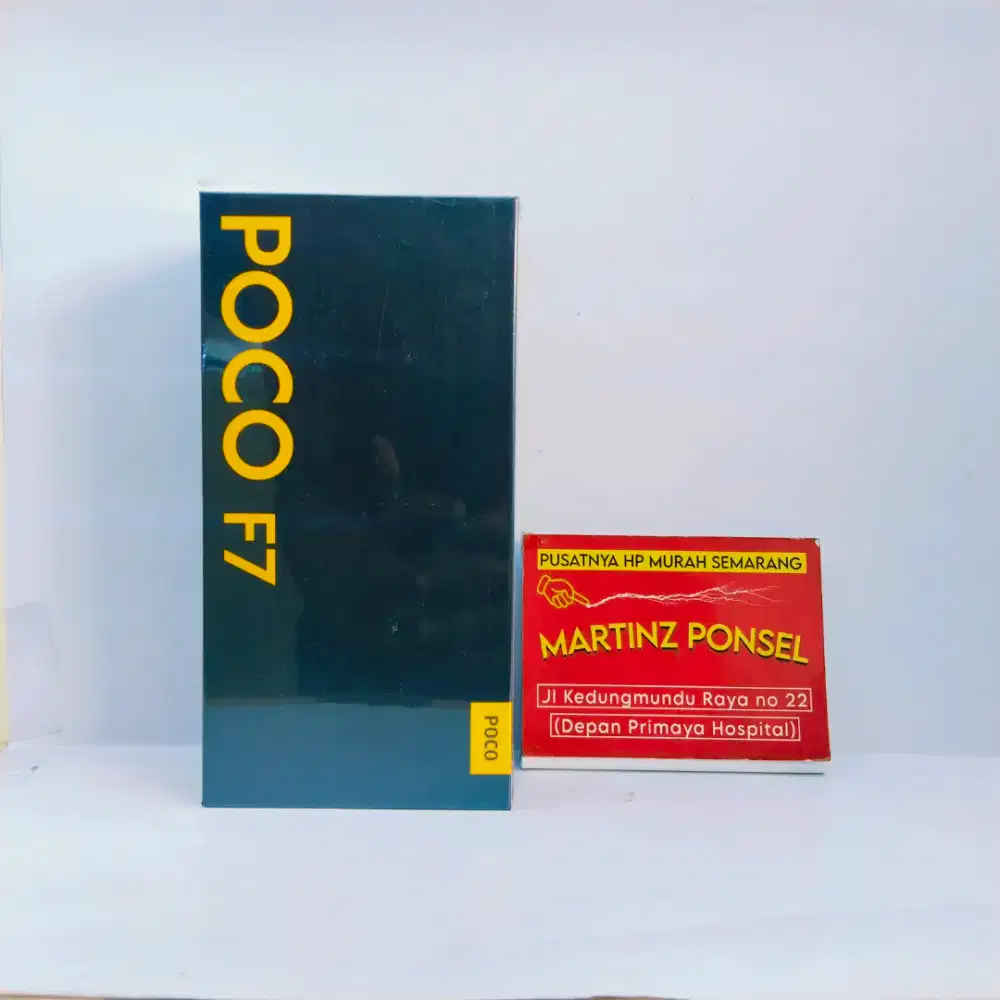 POCO F7
POCO
PUSATNYA HP MURAH SEMARANG
MARTINZ PONSEL
Jl Kedungmundu Raya no 22
(Depan Primaya Hospital)